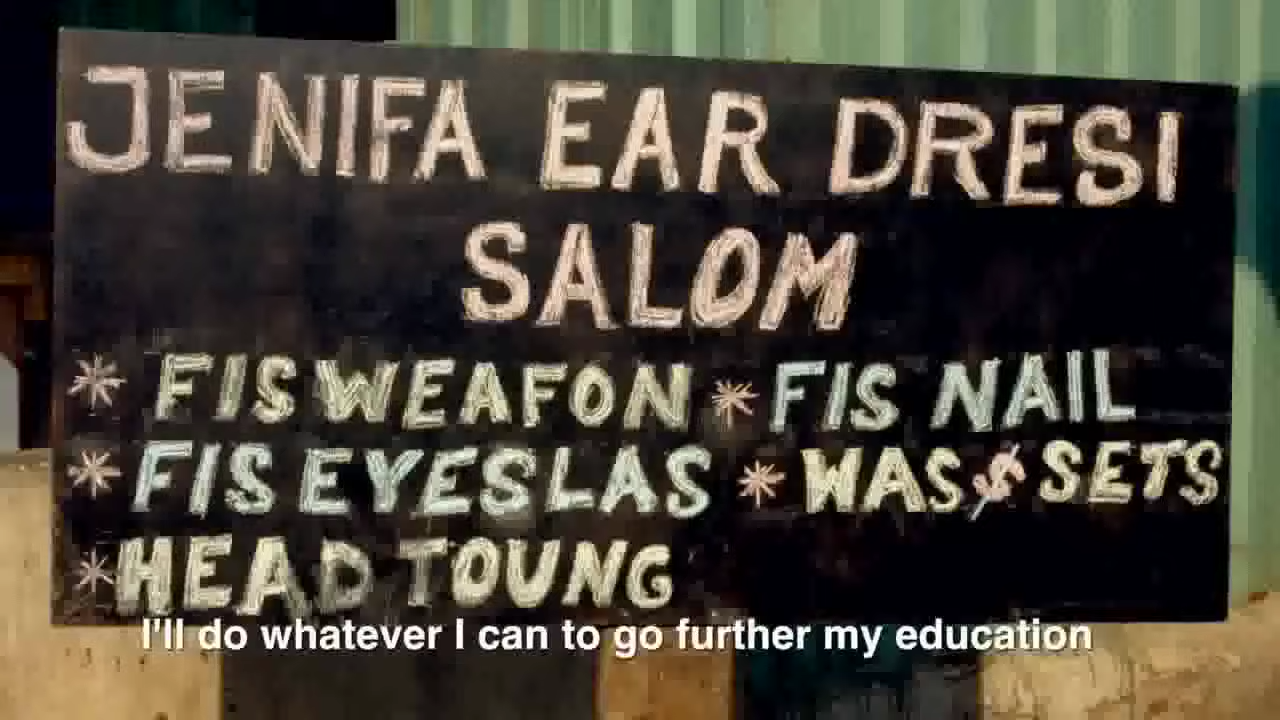 JENIFA EAR DRESI
SALOM
* FIS WEAFON * FIS NAIL
* FIS EYESLAS * WAS $ SETS
* HEAD TOUNG
I'll do whatever I can to go further my education